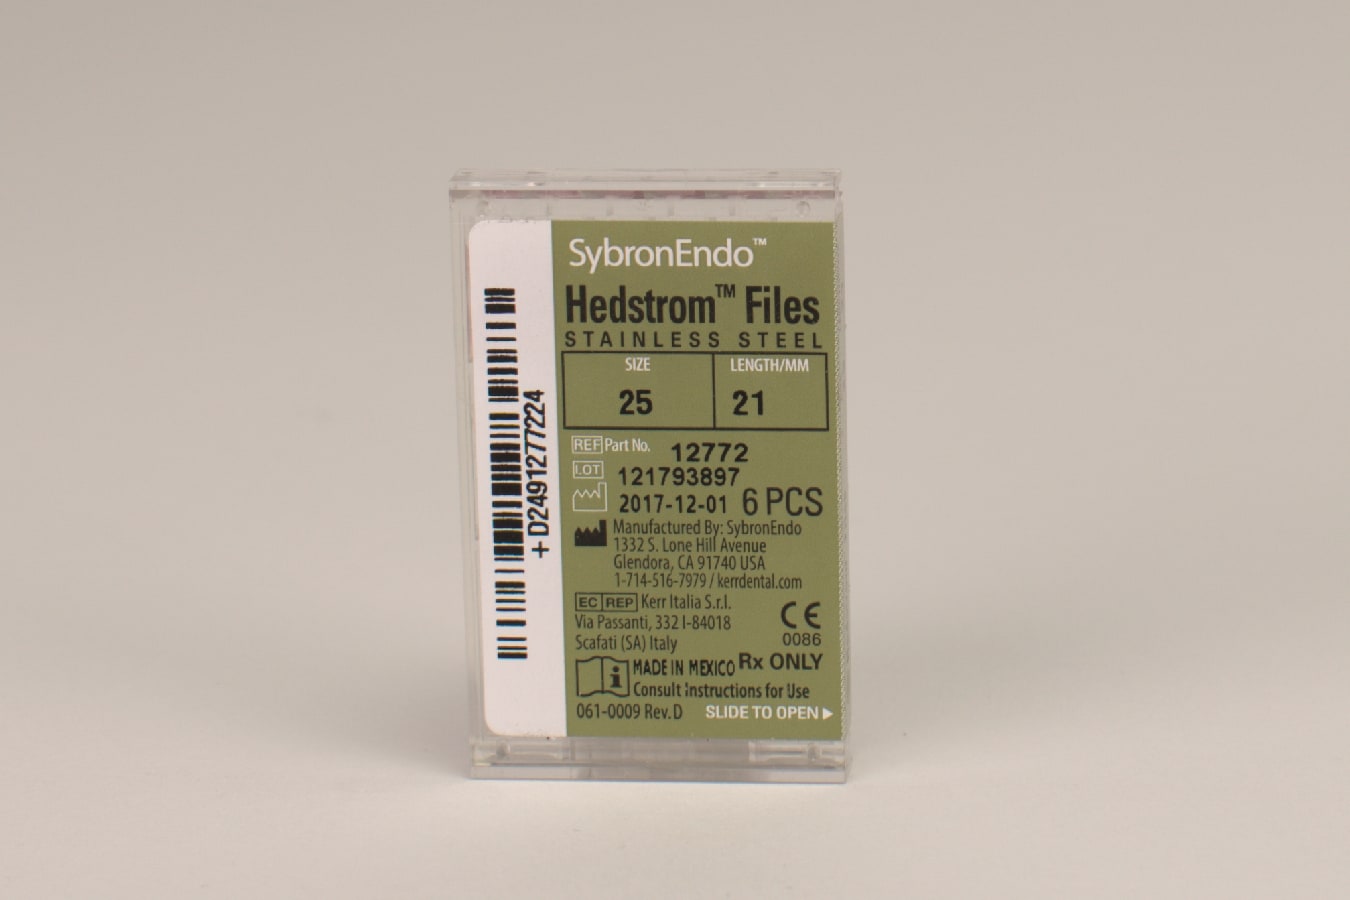 SybronEndo™
Hedstrom™ Files
STAINLESS STEEL
SIZE LENGTH/MM
25 21
REF Part No. 12772
LOT 121793897
2017-12-01 6 PCS
Manufactured By: SybronEndo
1332 S. Lone Hill Avenue
Glendora, CA 91740 USA
1-714-516-7979 / kerrdental.com
EC REP Kerr Italia S.r.l.
Via Passanti, 332 I-84018
Scafati (SA) Italy
CE
0086
MADE IN MEXICO Rx ONLY
Consult Instructions for Use
061-0009 Rev. D SLIDE TO OPEN
+D2491277224